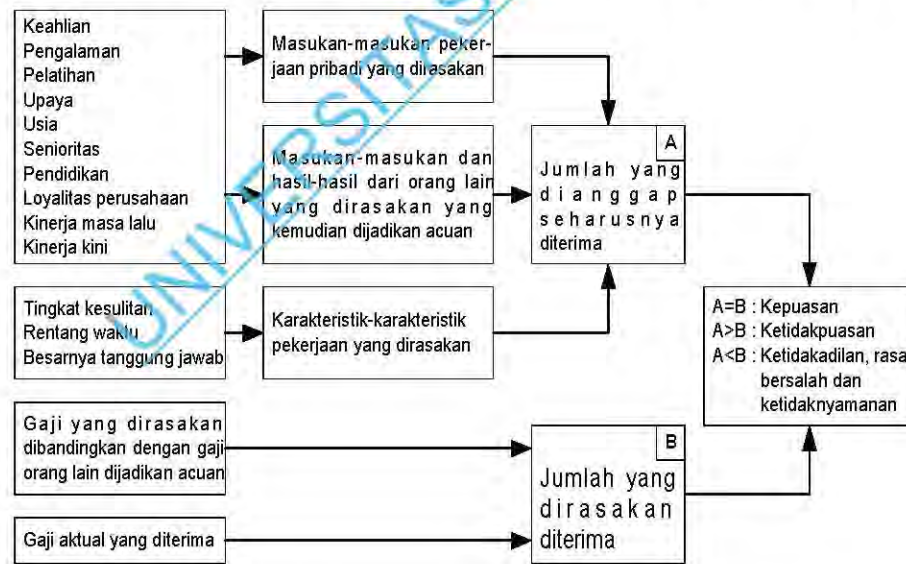 Keahlian
Pengalaman
Pelatihan
Upaya
Usia
Senioritas
Pendidikan
Loyalitas perusahaan
Kinerja masa lalu
Kinerja kini
Masukan-masukan peker-
jaan pribadi yang dirasakan
Masukan-masukan dan
hasil-hasil dari orang lain
yang dirasakan yang
kemudian dijadikan acuan
A
Jumlah yang
dianggap
seharusnya
diterima
Tingkat kesulitan
Rentang waktu
Besarnya tanggung jawab
Karakteristik-karakteristik
pekerjaan yang dirasakan
A=B : Kepuasan
A>B : Ketidakpuasan
A<B : Ketidakadilan, rasa
bersalah dan
ketidaknyamanan
Gaji yang dirasakan
dibandingkan dengan gaji
orang lain dijadikan acuan
Gaji aktual yang diterima
B
Jumlah yang
dirasakan
diterima
UNIVERSITAS